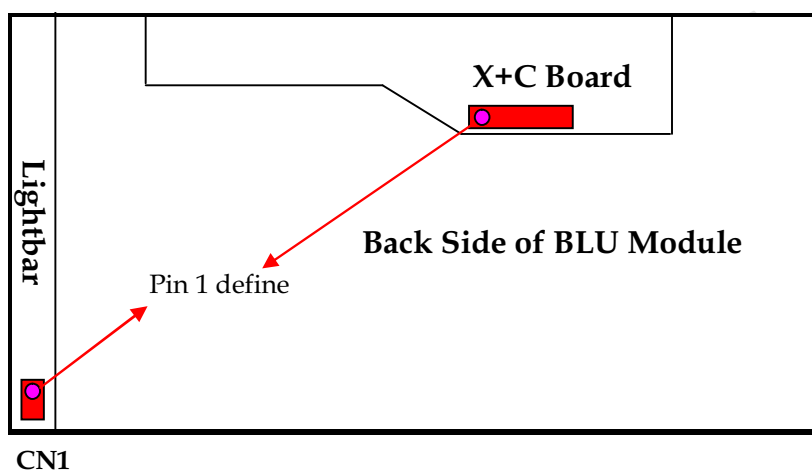 X+C Board
Lightbar
Back Side of BLU Module
Pin 1 define
CN1